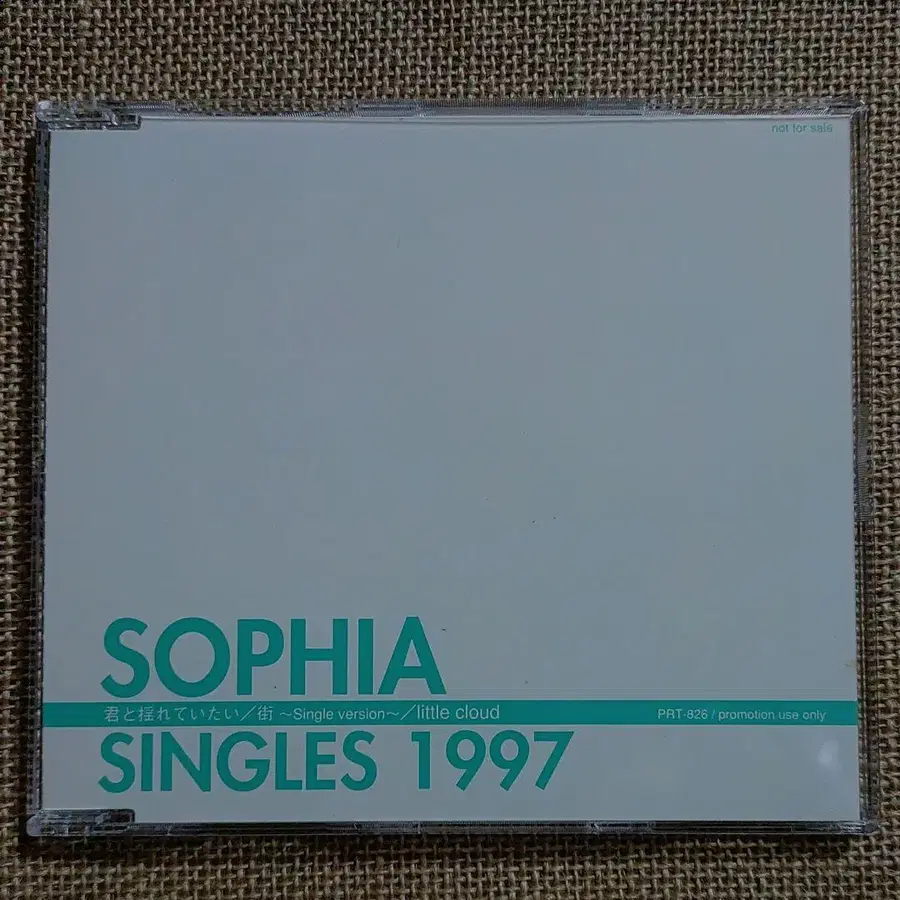 not for sale
SOPHIA
君と揺れていたい／街 ～Single version～／little cloud
PRT-826 / promotion use only
SINGLES 1997